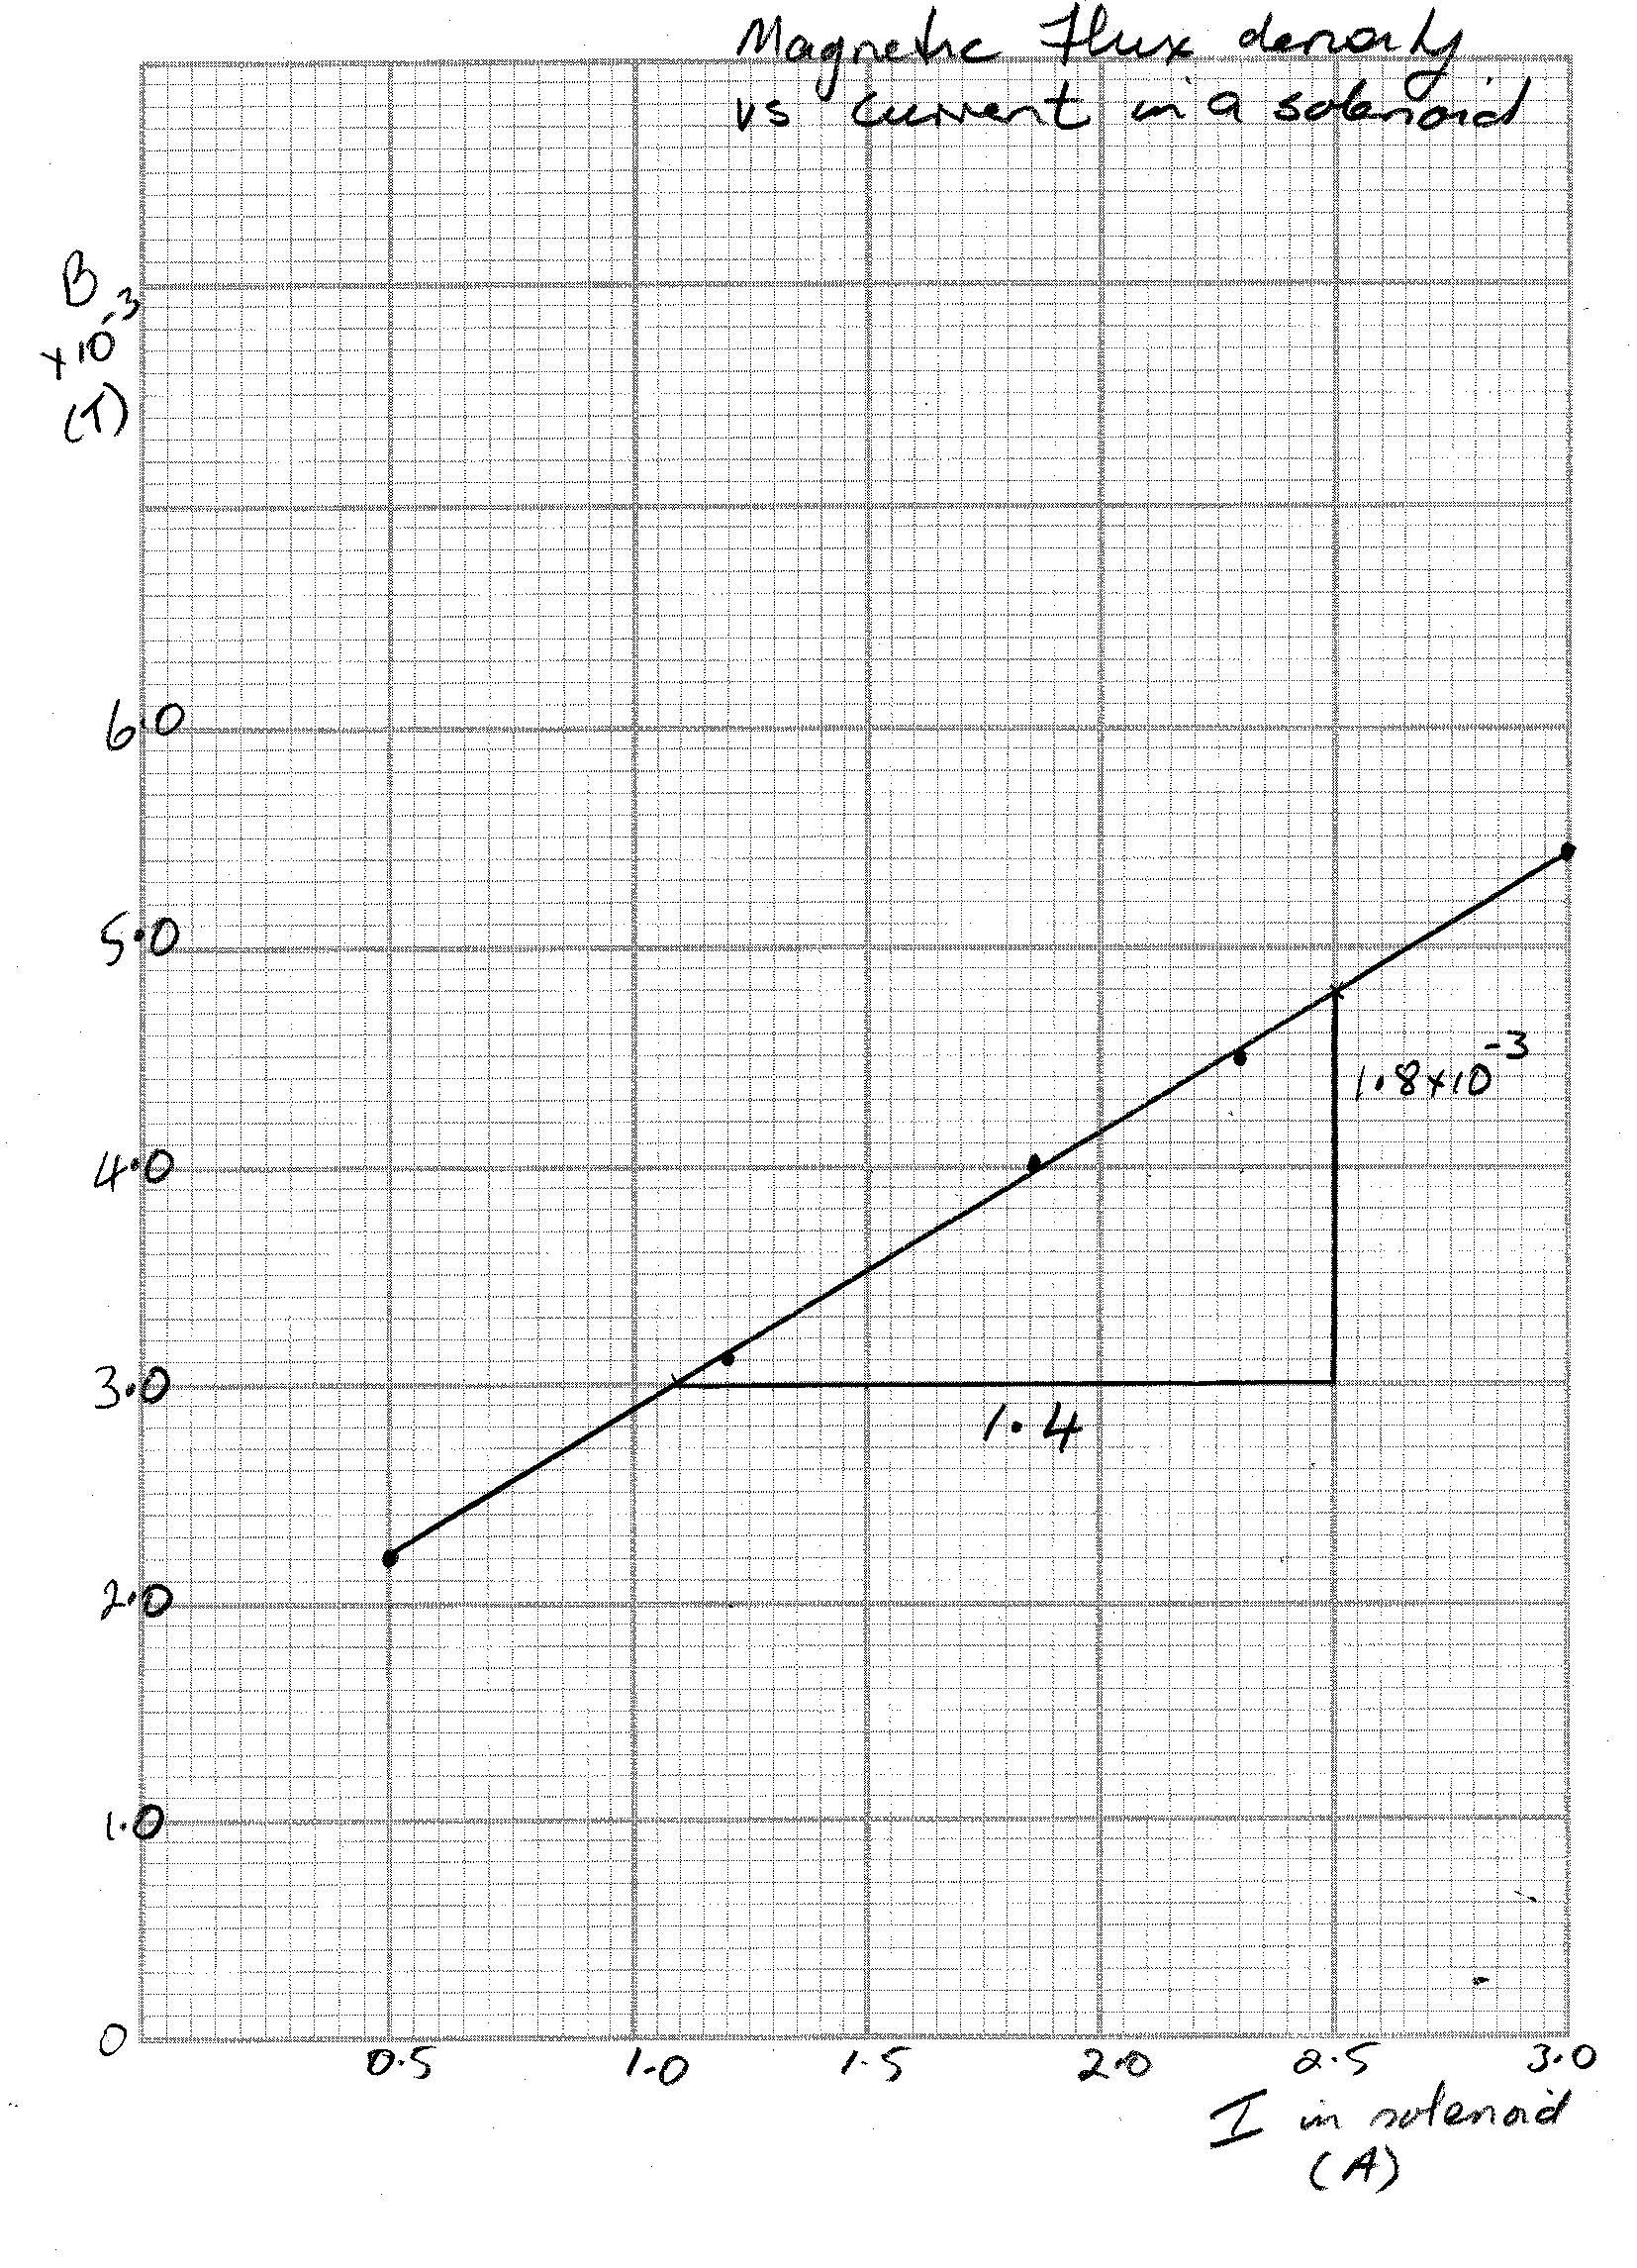 Magnetic Flux density
vs current in a solenoid
B
x10^-3
(T)
6.0
5.0
1.8x10^-3
4.0
3.0
1.4
2.0
1.0
0
0.5 1.0 1.5 2.0 2.5 3.0
I in solenoid
(A)